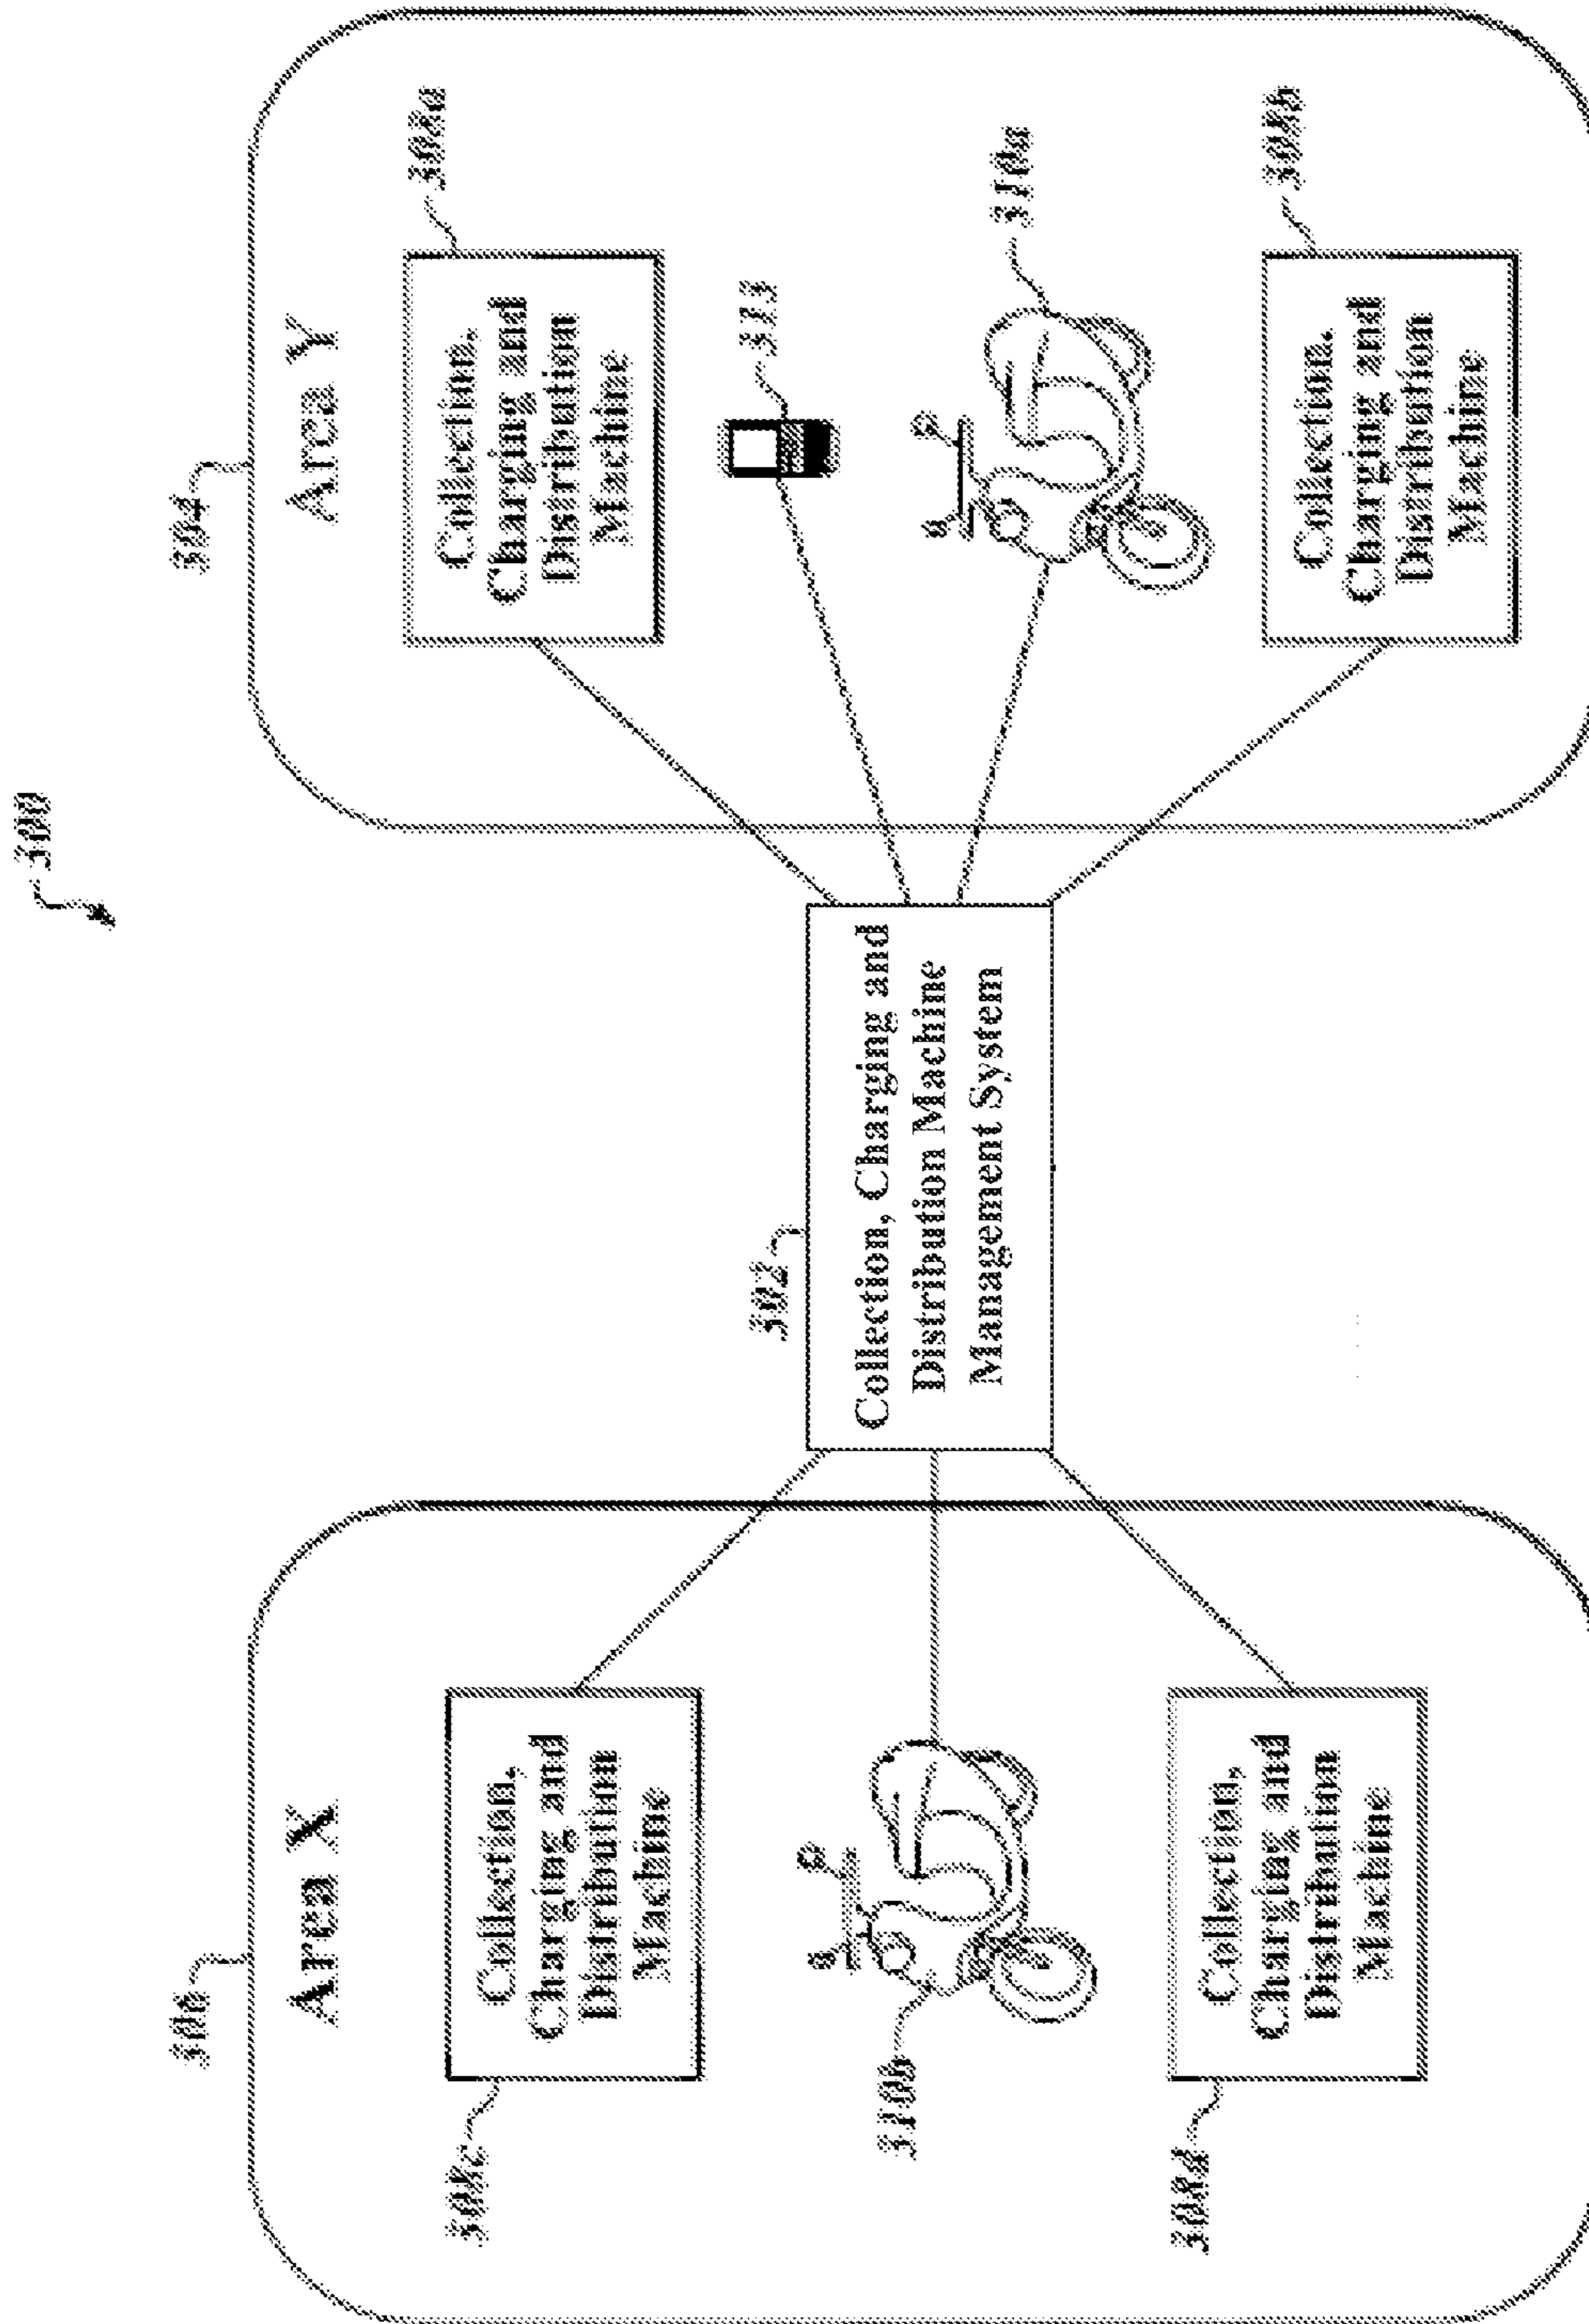 300
306
Area X
308c
Collection,
Charging and
Distribution
Machine
310b
308d
Collection,
Charging and
Distribution
Machine
302
Collection, Charging and
Distribution Machine
Management System
304
Area Y
308a
Collection,
Charging and
Distribution
Machine
313
310a
308b
Collection,
Charging and
Distribution
Machine